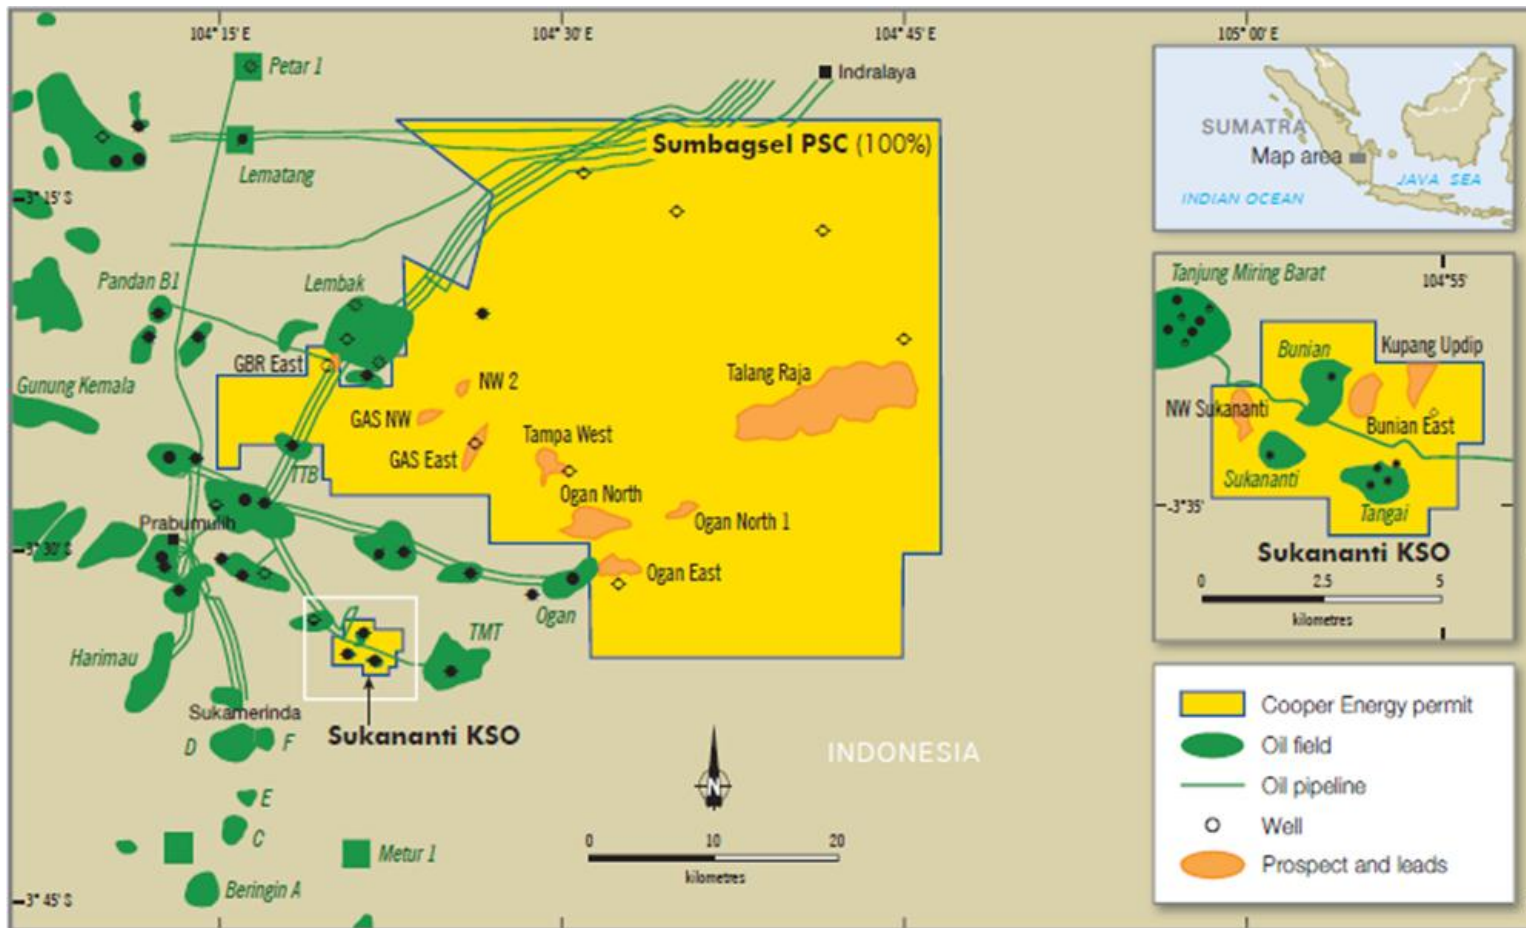 104° 15' E
104° 30' E
104° 45' E
105° 00' E
Petar 1
Indralaya
Sumbagsel PSC (100%)
Lematang
3° 15' S
Pandan B1
Lembak
GBR East
Gunung Kemala
NW 2
GAS NW
GAS East
Talang Raja
Tampa West
TTB
Ogan North
Ogan North 1
Prabumulih
3° 30' S
Ogan East
Ogan
TMT
Harimau
Sukamerinda
D
F
Sukananti KSO
INDONESIA
E
C
N
0 10 20
kilometres
Metur 1
Beringin A
3° 45' S
SUMATRA
Map area
JAVA SEA
INDIAN OCEAN
Tanjung Miring Barat
104° 55'
Bunian
Kupang Updip
NW Sukananti
Bunian East
Sukananti
Tangai
3° 35'
Sukananti KSO
0 2.5 5
kilometres
Cooper Energy permit
Oil field
Oil pipeline
Well
Prospect and leads